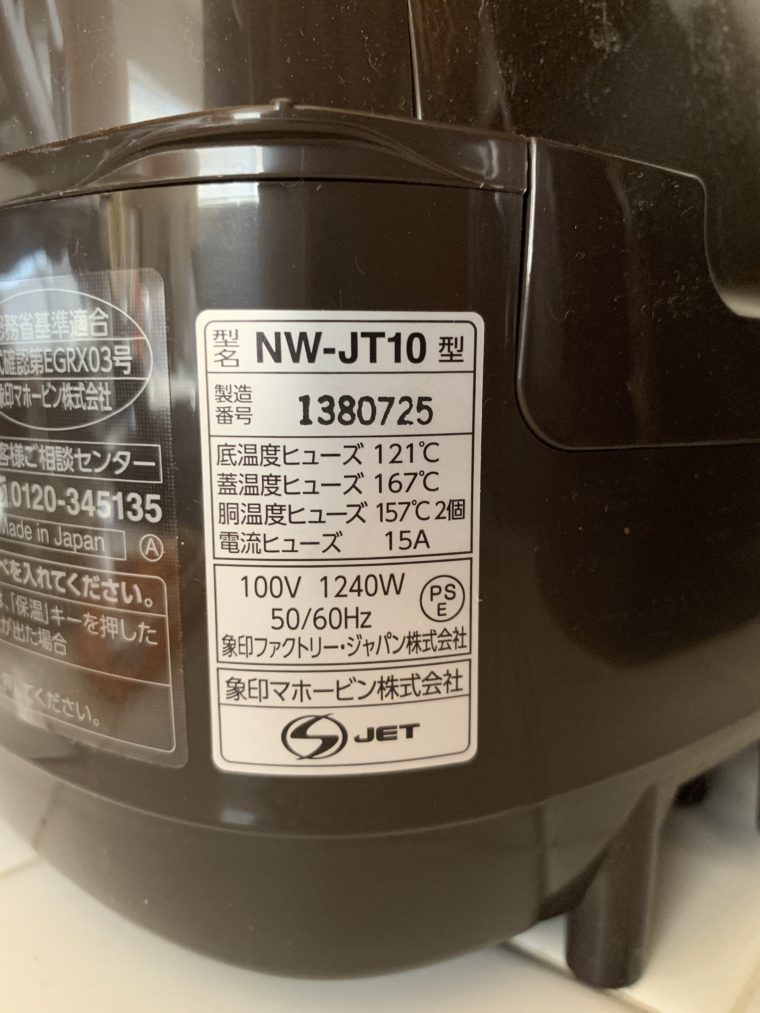 務省基準適合
確認第EGRX03号
象印マホービン株式会社
客様ご相談センター
0120-345135
Made in Japan Ⓐ
を入れてください。
「保温」キーを押した
が出た場合
ください。
型名 NW-JT10 型
製造番号 1380725
底温度ヒューズ 121℃
蓋温度ヒューズ 167℃
胴温度ヒューズ 157℃ 2個
電流ヒューズ 15A
100V 1240W
50/60Hz
PSE
象印ファクトリー・ジャパン株式会社
象印マホービン株式会社
JET